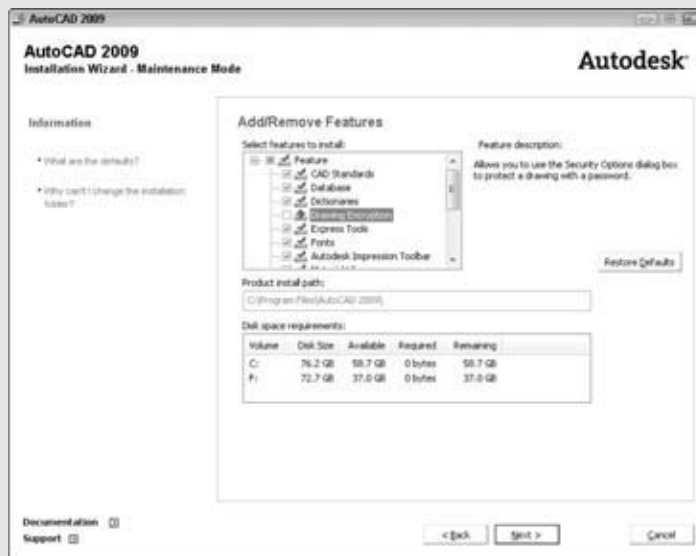 AutoCAD 2009
AutoCAD 2009
Installation Wizard - Maintenance Mode
Autodesk
Information
• What are the defaults?
• Why can't I change the installation
folder?
Add/Remove Features
Select features to install:
Feature
CAD Standards
Database
Dictionaries
Drawing Encryption
Express Tools
Fonts
Autodesk Impression Toolbar
Feature description:
Allows you to use the Security Options dialog box
to protect a drawing with a password.
Restore Defaults
Product install path:
C:\Program Files\AutoCAD 2009\
Disk space requirements:
Volume Disk Size Available Required Remaining
C: 76.2 GB 58.7 GB 0 bytes 58.7 GB
F: 72.7 GB 37.0 GB 0 bytes 37.0 GB
Documentation
Support
< Back
Next >
Cancel